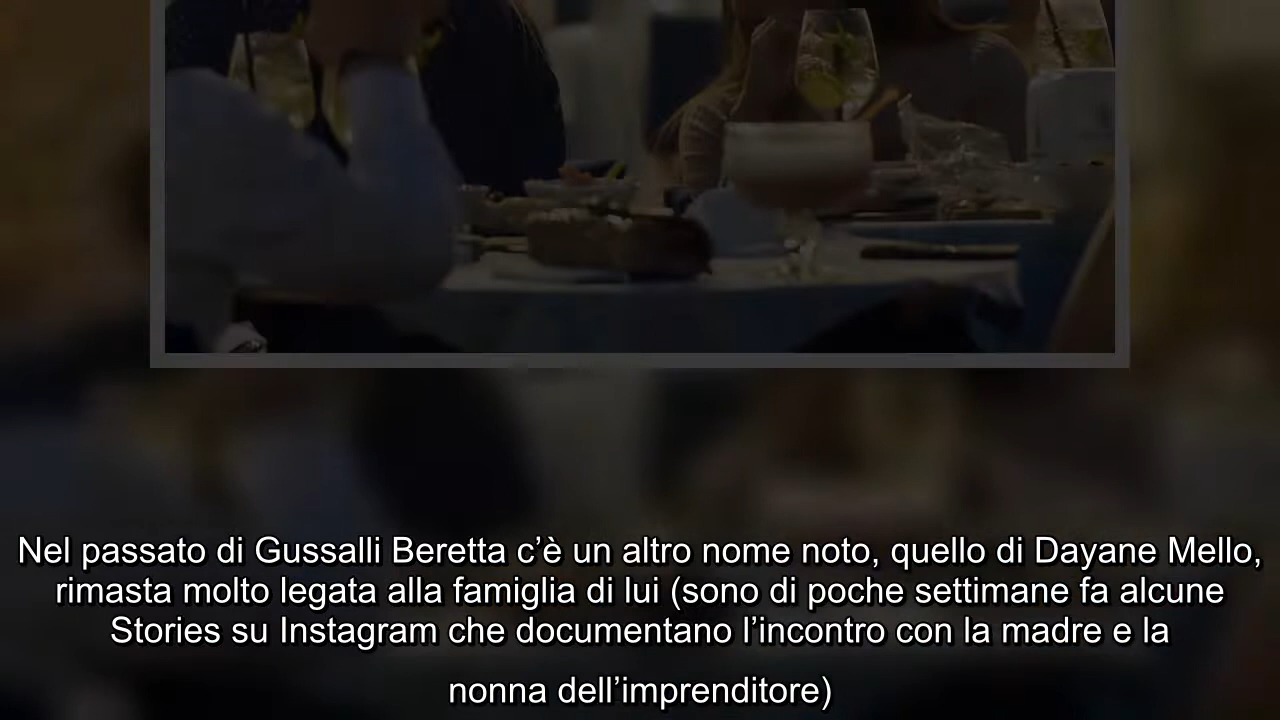 Nel passato di Gussalli Beretta c’è un altro nome noto, quello di Dayane Mello,
rimasta molto legata alla famiglia di lui (sono di poche settimane fa alcune
Stories su Instagram che documentano l’incontro con la madre e la
nonna dell’imprenditore)